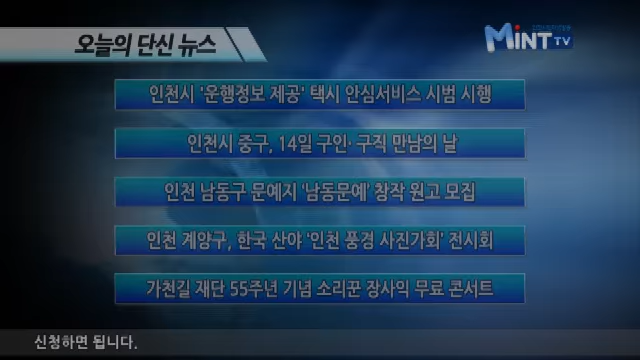 오늘의 단신 뉴스
MINT TV
인천시 '운행정보 제공' 택시 안심서비스 시범 시행
인천시 중구, 14일 구인·구직 만남의 날
인천 남동구 문예지 '남동문예' 창작 원고 모집
인천 계양구, 한국 산야 '인천 풍경 사진가회' 전시회
가천길 재단 55주년 기념 소리꾼 장사익 무료 콘서트
신청하면 됩니다.